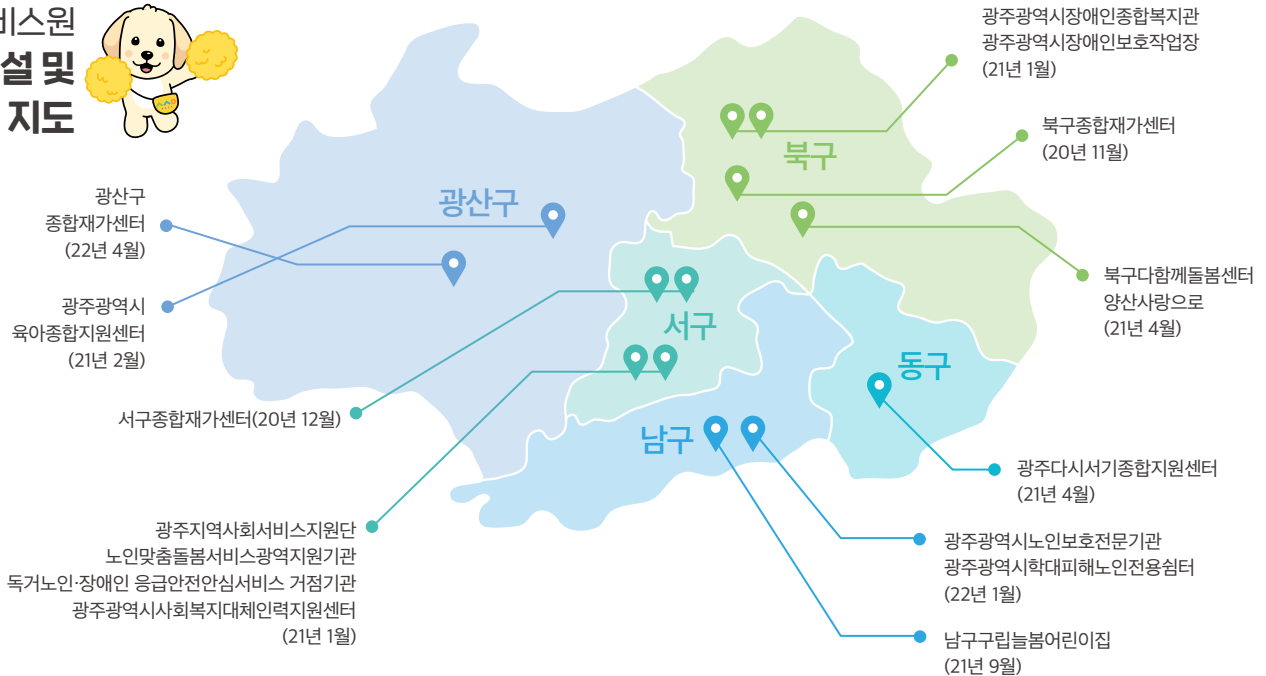 비스원
설 및
지도
광주광역시장애인종합복지관
광주광역시장애인보호작업장
(21년 1월)
북구종합재가센터
(20년 11월)
북구
광산구
광산구
종합재가센터
(22년 4월)
북구다함께돌봄센터
양산사랑으로
(21년 4월)
광주광역시
육아종합지원센터
(21년 2월)
서구
동구
서구종합재가센터(20년 12월)
남구
광주다시서기종합지원센터
(21년 4월)
광주지역사회서비스지원단
노인맞춤돌봄서비스광역지원기관
독거노인·장애인 응급안전안심서비스 거점기관
광주광역시사회복지대체인력지원센터
(21년 1월)
광주광역시노인보호전문기관
광주광역시학대피해노인전용쉼터
(22년 1월)
남구구립늘봄어린이집
(21년 9월)